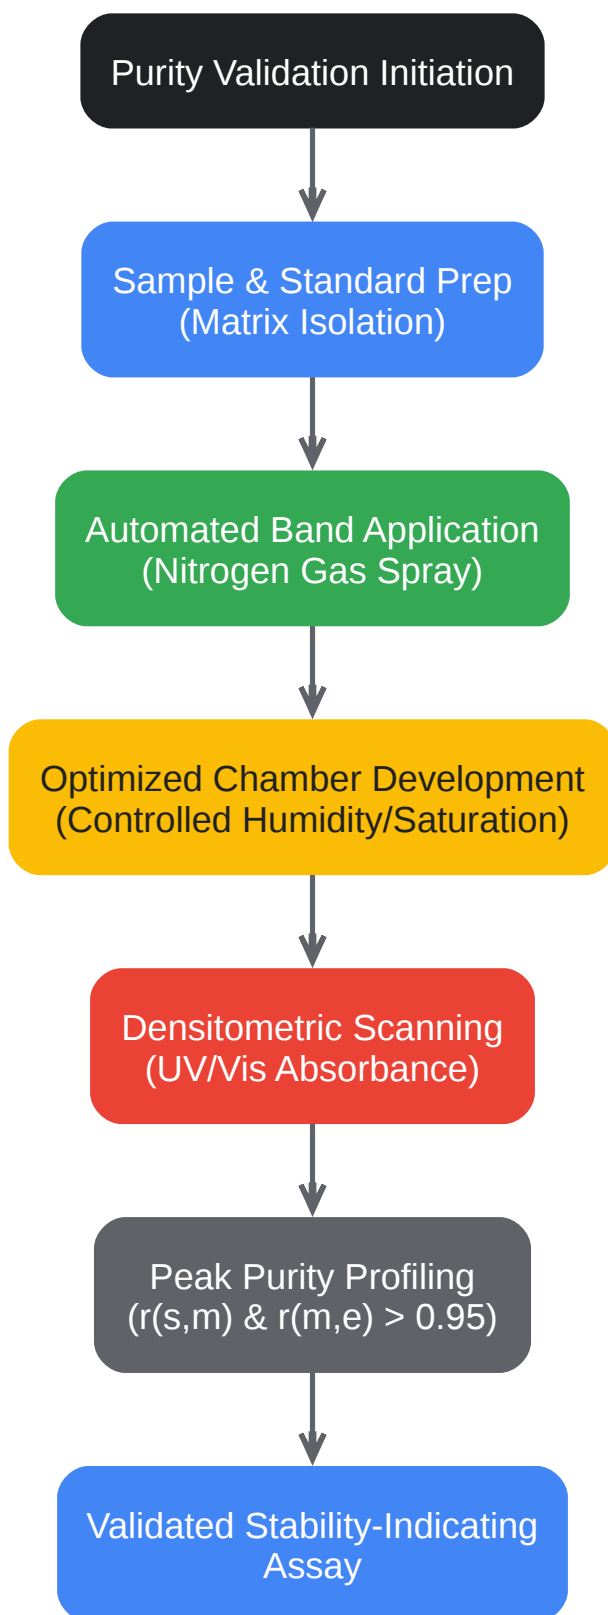 Purity Validation Initiation
Sample & Standard Prep
(Matrix Isolation)
Automated Band Application
(Nitrogen Gas Spray)
Optimized Chamber Development
(Controlled Humidity/Saturation)
Densitometric Scanning
(UV/Vis Absorbance)
Peak Purity Profiling
(r(s,m) & r(m,e) > 0.95)
Validated Stability-Indicating
Assay